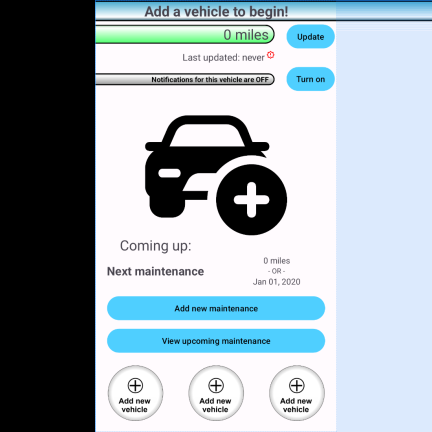 Add a vehicle to begin!
0 miles
Update
Last updated: never
Notifications for this vehicle are OFF
Turn on
Coming up:
Next maintenance
0 miles
- OR -
Jan 01, 2020
Add new maintenance
View upcoming maintenance
Add new
vehicle
Add new
vehicle
Add new
vehicle